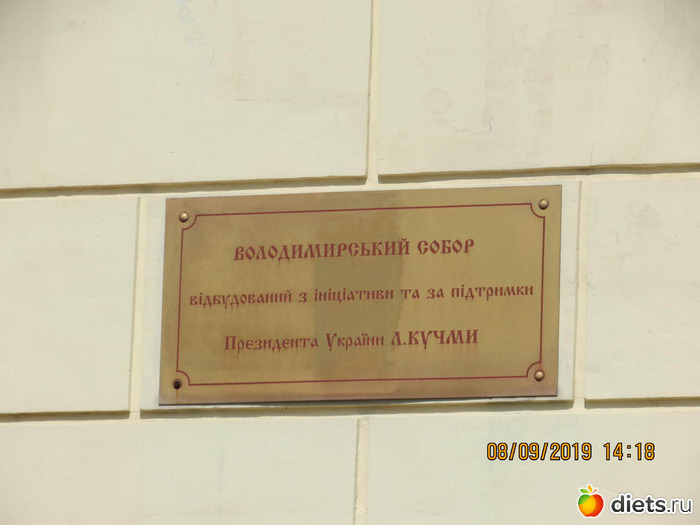 ВОЛОДИМИРСЬКИЙ СОБОР
відбудований з ініціативи та за підтримки
Президента України Л.КУЧМИ
08/09/2019 14:18
diets.ru